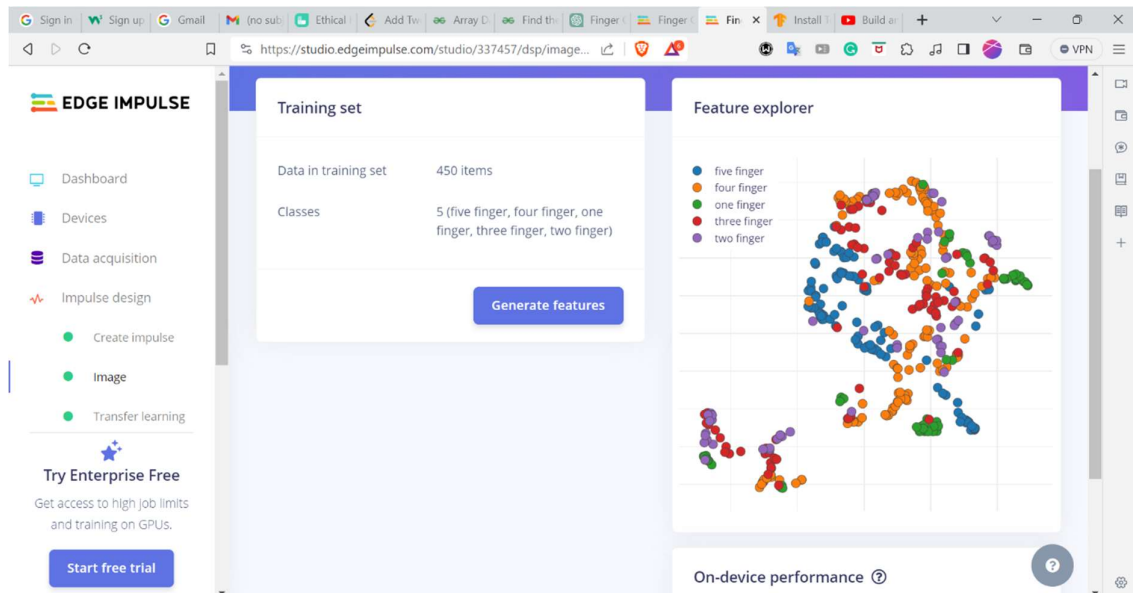 Sign in
Sign up
Gmail
(no sub
Ethical
Add Tw
Array D
Find the
Finger
Finger
Fin
Install T
Build an
https://studio.edgeimpulse.com/studio/337457/dsp/image...
VPN
EDGE IMPULSE
Dashboard
Devices
Data acquisition
Impulse design
Create impulse
Image
Transfer learning
Try Enterprise Free
Get access to high job limits
and training on GPUs.
Start free trial
Training set
Data in training set 450 items
Classes 5 (five finger, four finger, one
finger, three finger, two finger)
Generate features
Feature explorer
five finger
four finger
one finger
three finger
two finger
On-device performance ?
?